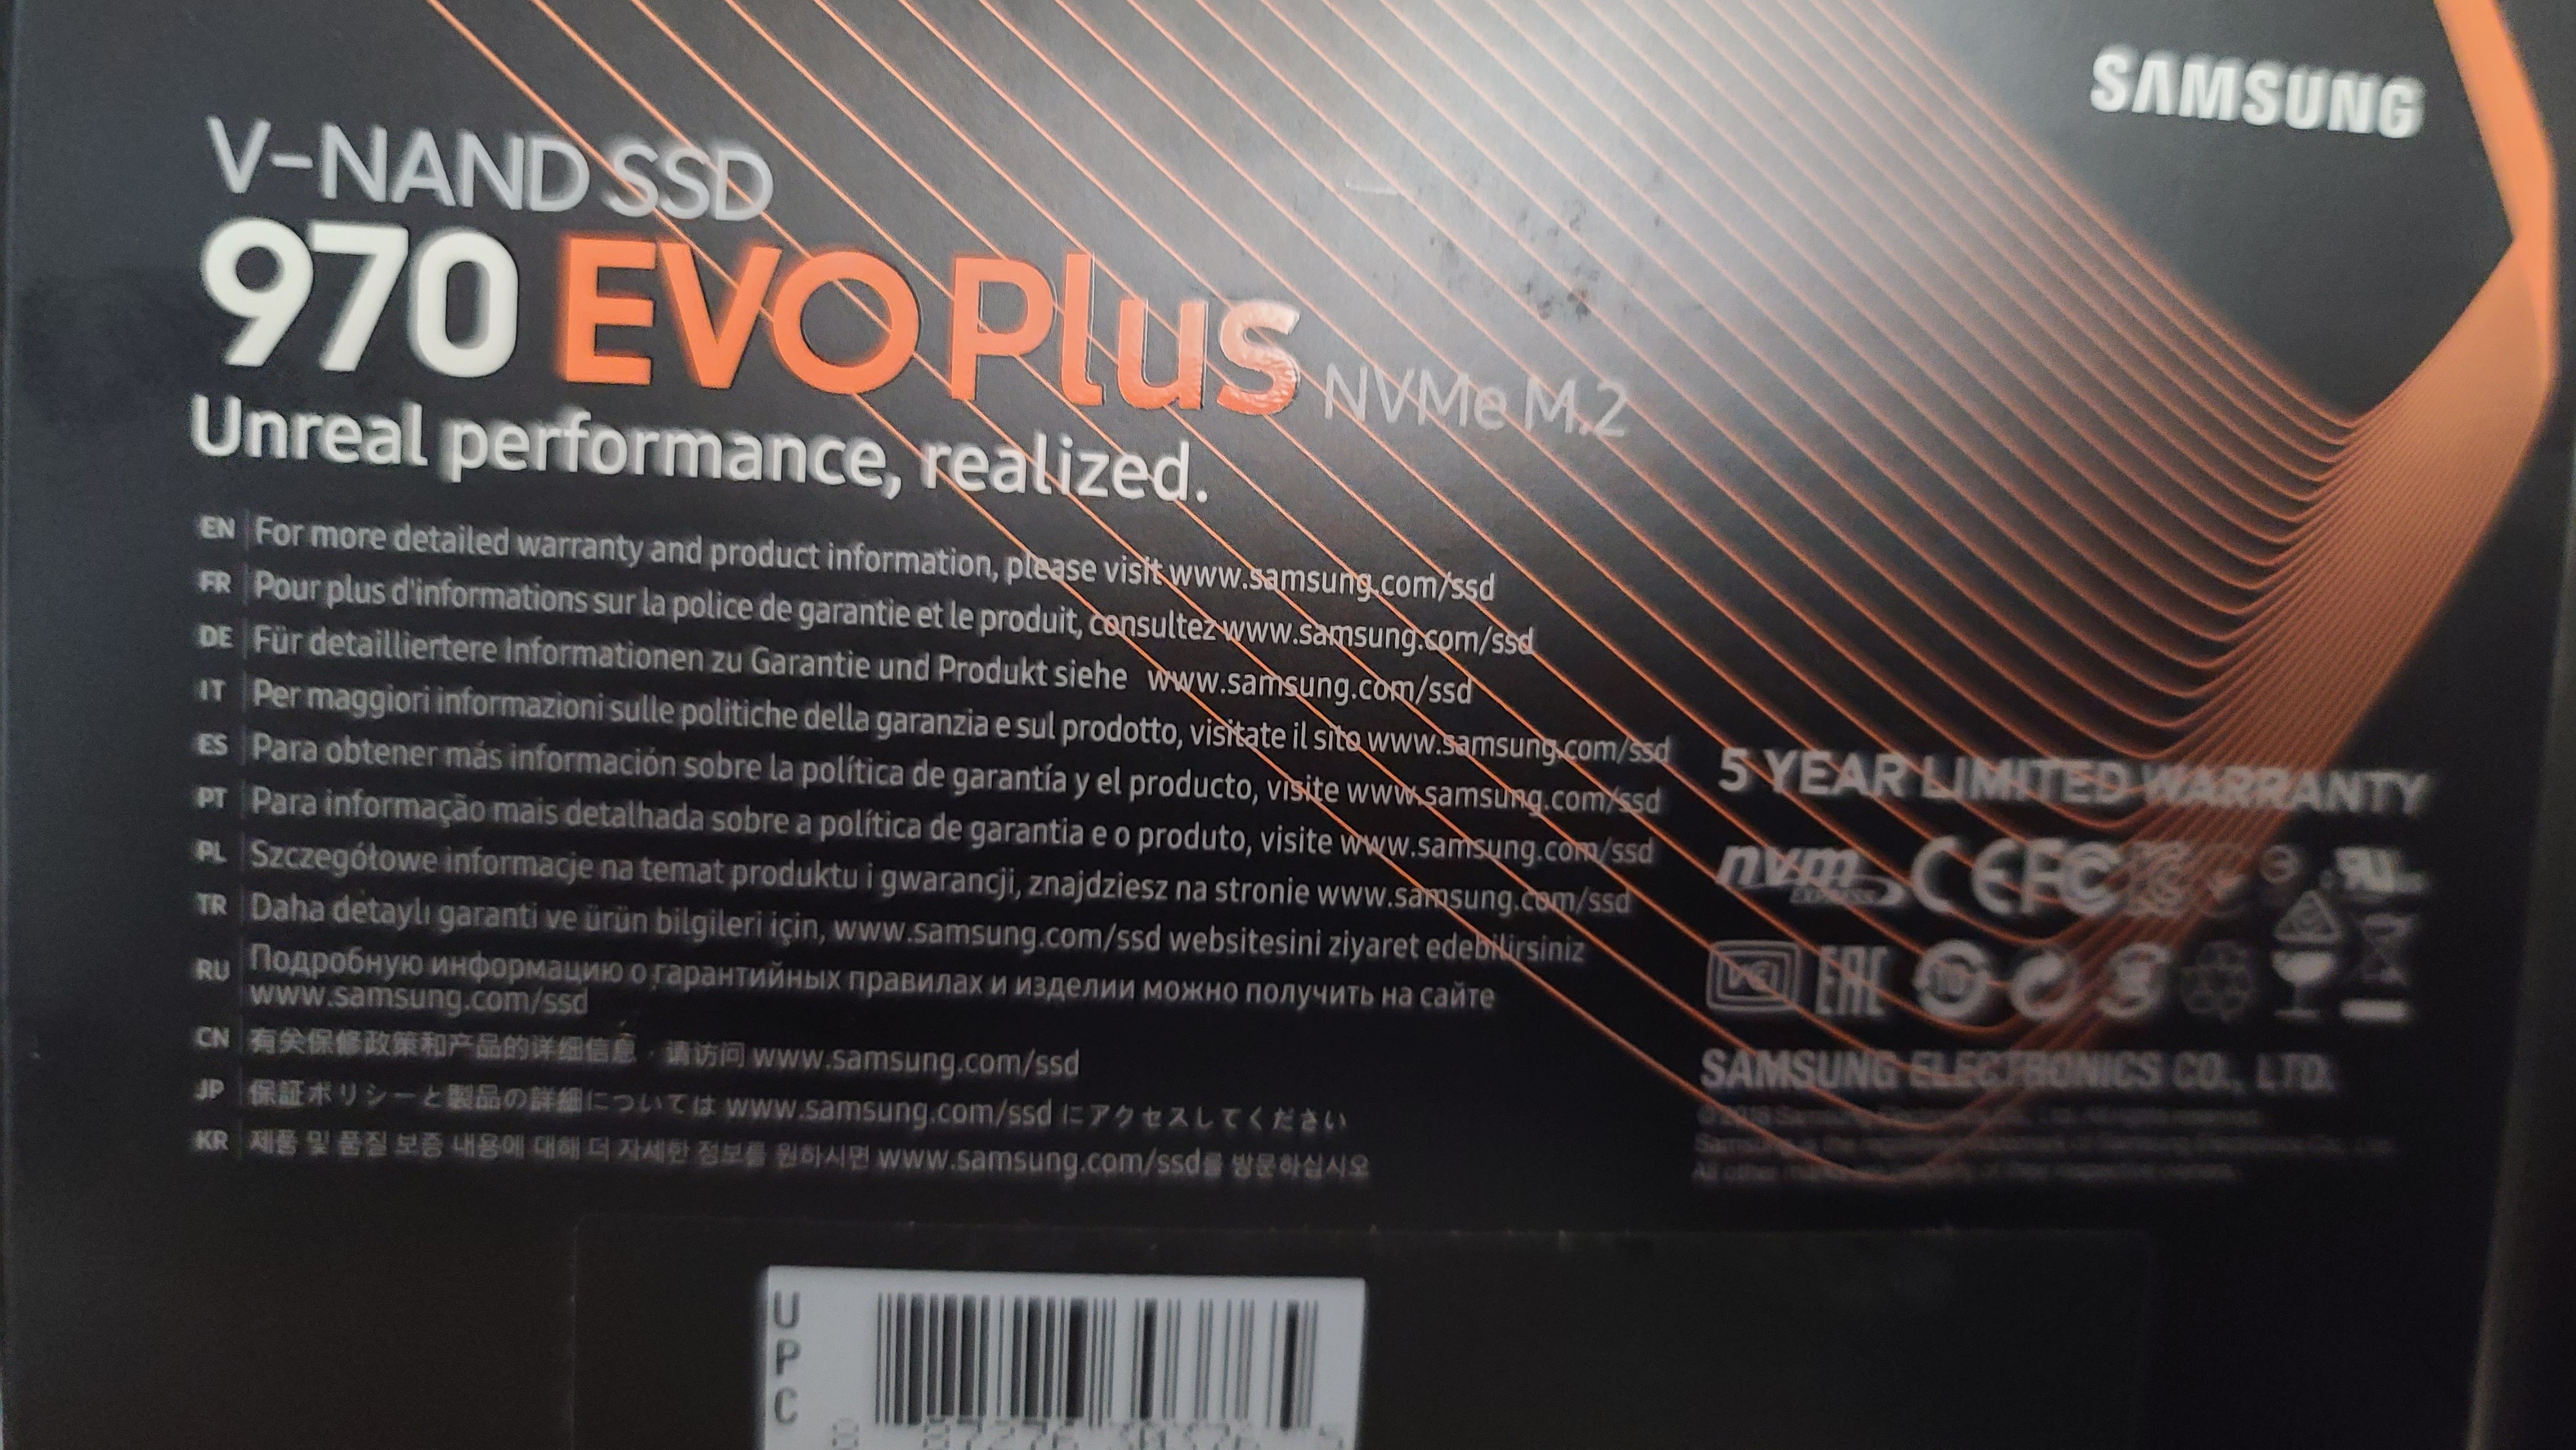 SAMSUNG
V-NAND SSD
970 EVO Plus NVMe M.2
Unreal performance, realized.
EN For more detailed warranty and product information, please visit www.samsung.com/ssd
FR Pour plus d'informations sur la police de garantie et le produit, consultez www.samsung.com/ssd
DE Für detailliertere Informationen zu Garantie und Produkt siehe www.samsung.com/ssd
IT Per maggiori informazioni sulle politiche della garanzia e sul prodotto, visitate il sito www.samsung.com/ssd
ES Para obtener más información sobre la política de garantía y el producto, visite www.samsung.com/ssd
PT Para informação mais detalhada sobre a política de garantia e o produto, visite www.samsung.com/ssd
PL Szczegółowe informacje na temat produktu i gwarancji, znajdziesz na stronie www.samsung.com/ssd
TR Daha detaylı garanti ve ürün bilgileri için, www.samsung.com/ssd websitesini ziyaret edebilirsiniz
RU Подробную информацию о гарантийных правилах и изделии можно получить на сайте
www.samsung.com/ssd
CN 有关保修政策和产品的详细信息，请访问 www.samsung.com/ssd
JP 保証ポリシーと製品の詳細については www.samsung.com/ssd にアクセスしてください
KR 제품 및 품질 보증 내용에 대해 더 자세한 정보를 원하시면 www.samsung.com/ssd를 방문하십시오
5 YEAR LIMITED WARRANTY
nvm EXPRESS CE FC
EAC 10
SAMSUNG ELECTRONICS CO., LTD.
UPC